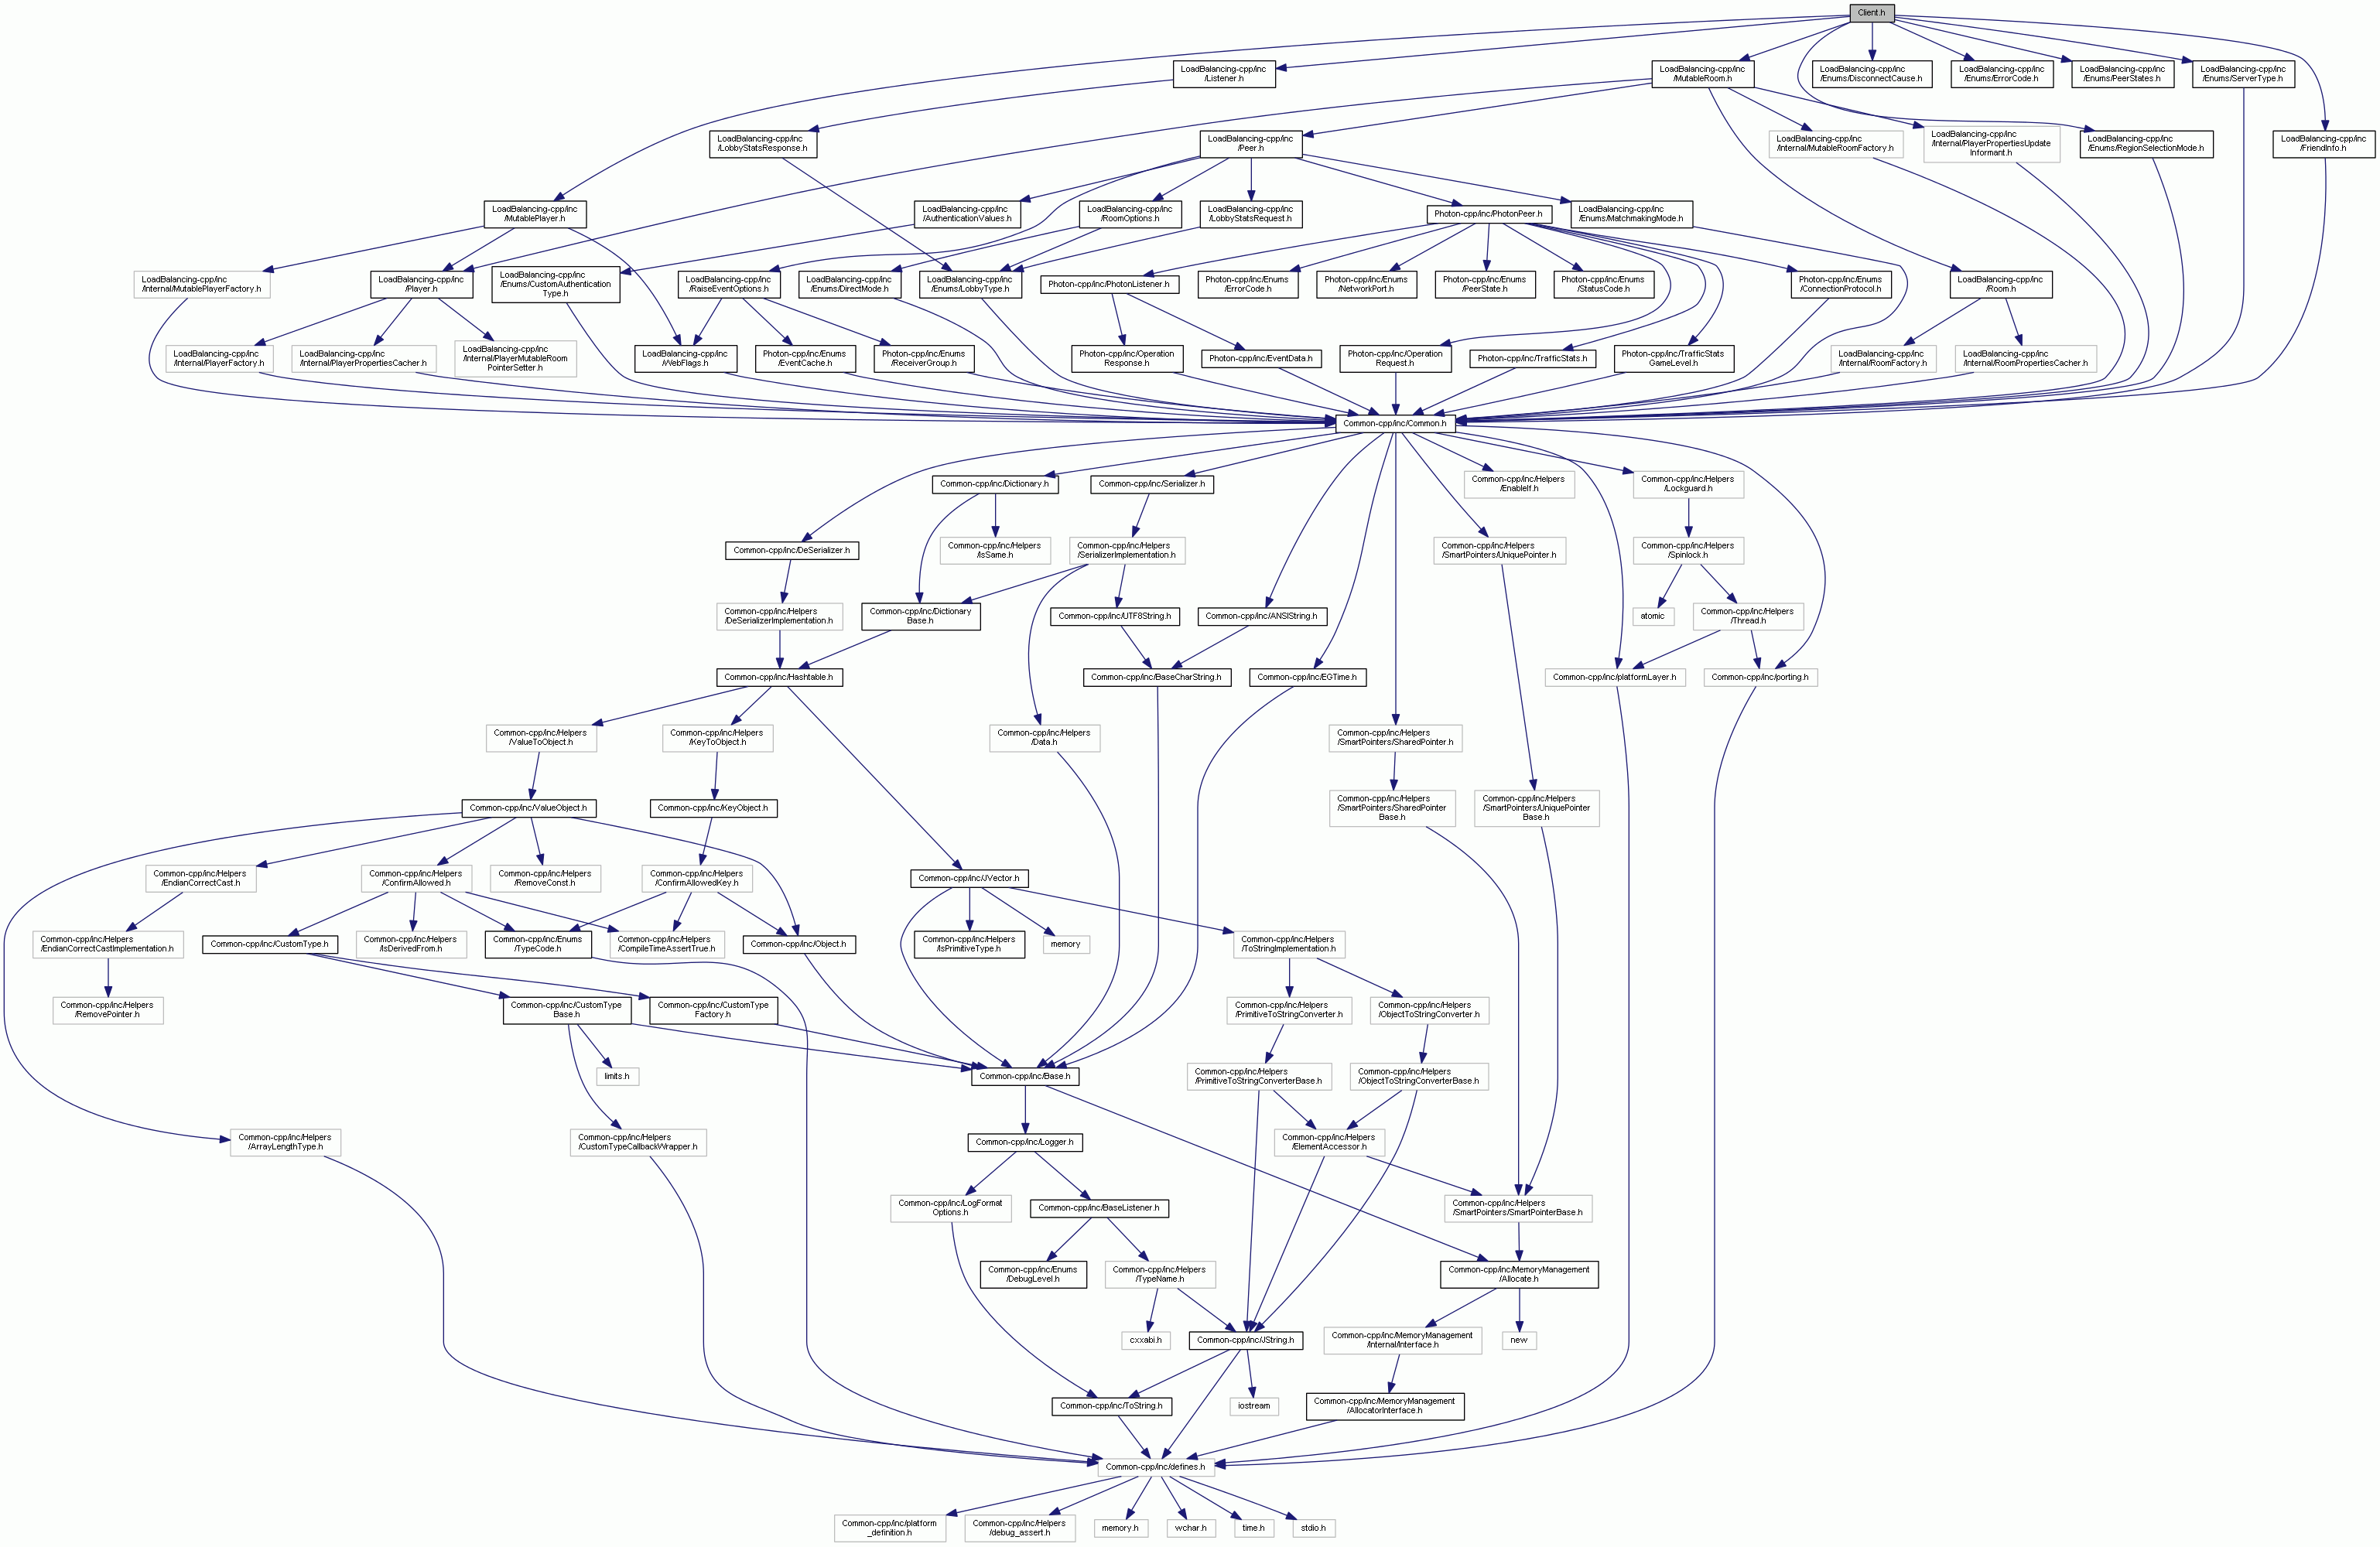 Client.h
LoadBalancing-cpp/inc
/Listener.h
LoadBalancing-cpp/inc
/MutableRoom.h
LoadBalancing-cpp/inc
/Enums/DisconnectCause.h
LoadBalancing-cpp/inc
/Enums/ErrorCode.h
LoadBalancing-cpp/inc
/Enums/PeerStates.h
LoadBalancing-cpp/inc
/Enums/ServerType.h
LoadBalancing-cpp/inc
/LobbyStatsResponse.h
LoadBalancing-cpp/inc
/Peer.h
LoadBalancing-cpp/inc
/Internal/MutableRoomFactory.h
LoadBalancing-cpp/inc
/Internal/PlayerPropertiesUpdate
Informant.h
LoadBalancing-cpp/inc
/Enums/RegionSelectionMode.h
LoadBalancing-cpp/inc
/FriendInfo.h
LoadBalancing-cpp/inc
/MutablePlayer.h
LoadBalancing-cpp/inc
/AuthenticationValues.h
LoadBalancing-cpp/inc
/RoomOptions.h
LoadBalancing-cpp/inc
/LobbyStatsRequest.h
Photon-cpp/inc/PhotonPeer.h
LoadBalancing-cpp/inc
/Enums/MatchmakingMode.h
LoadBalancing-cpp/inc
/Internal/MutablePlayerFactory.h
LoadBalancing-cpp/inc
/Player.h
LoadBalancing-cpp/inc
/Enums/CustomAuthentication
Type.h
LoadBalancing-cpp/inc
/RaiseEventOptions.h
LoadBalancing-cpp/inc
/Enums/DirectMode.h
LoadBalancing-cpp/inc
/Enums/LobbyType.h
Photon-cpp/inc/PhotonListener.h
Photon-cpp/inc/Enums
/ErrorCode.h
Photon-cpp/inc/Enums
/NetworkPort.h
Photon-cpp/inc/Enums
/PeerState.h
Photon-cpp/inc/Enums
/StatusCode.h
Photon-cpp/inc/Enums
/ConnectionProtocol.h
LoadBalancing-cpp/inc
/Room.h
LoadBalancing-cpp/inc
/Internal/PlayerFactory.h
LoadBalancing-cpp/inc
/Internal/PlayerPropertiesCacher.h
LoadBalancing-cpp/inc
/Internal/PlayerMutableRoom
PointerSetter.h
LoadBalancing-cpp/inc
/WebFlags.h
Photon-cpp/inc/Enums
/EventCache.h
Photon-cpp/inc/Enums
/ReceiverGroup.h
Photon-cpp/inc/Operation
Response.h
Photon-cpp/inc/EventData.h
Photon-cpp/inc/Operation
Request.h
Photon-cpp/inc/TrafficStats.h
Photon-cpp/inc/TrafficStats
GameLevel.h
LoadBalancing-cpp/inc
/Internal/RoomFactory.h
LoadBalancing-cpp/inc
/Internal/RoomPropertiesCacher.h
Common-cpp/inc/Common.h
Common-cpp/inc/Dictionary.h
Common-cpp/inc/Serializer.h
Common-cpp/inc/Helpers
/EnableIf.h
Common-cpp/inc/Helpers
/Lockguard.h
Common-cpp/inc/DeSerializer.h
Common-cpp/inc/Helpers
/IsSame.h
Common-cpp/inc/Helpers
/SerializerImplementation.h
Common-cpp/inc/Helpers
/SmartPointers/UniquePointer.h
Common-cpp/inc/Helpers
/Spinlock.h
Common-cpp/inc/Helpers
/DeSerializerImplementation.h
Common-cpp/inc/Dictionary
Base.h
Common-cpp/inc/UTF8String.h
Common-cpp/inc/ANSIString.h
atomic
Common-cpp/inc/Helpers
/Thread.h
Common-cpp/inc/Hashtable.h
Common-cpp/inc/BaseCharString.h
Common-cpp/inc/EGTime.h
Common-cpp/inc/platformLayer.h
Common-cpp/inc/porting.h
Common-cpp/inc/Helpers
/ValueToObject.h
Common-cpp/inc/Helpers
/KeyToObject.h
Common-cpp/inc/Helpers
/Data.h
Common-cpp/inc/Helpers
/SmartPointers/SharedPointer.h
Common-cpp/inc/ValueObject.h
Common-cpp/inc/KeyObject.h
Common-cpp/inc/Helpers
/SmartPointers/SharedPointer
Base.h
Common-cpp/inc/Helpers
/SmartPointers/UniquePointer
Base.h
Common-cpp/inc/Helpers
/EndianCorrectCast.h
Common-cpp/inc/Helpers
/ConfirmAllowed.h
Common-cpp/inc/Helpers
/RemoveConst.h
Common-cpp/inc/Helpers
/ConfirmAllowedKey.h
Common-cpp/inc/JVector.h
Common-cpp/inc/Helpers
/EndianCorrectCastImplementation.h
Common-cpp/inc/CustomType.h
Common-cpp/inc/Helpers
/IsDerivedFrom.h
Common-cpp/inc/Enums
/TypeCode.h
Common-cpp/inc/Helpers
/CompileTimeAssertTrue.h
Common-cpp/inc/Object.h
Common-cpp/inc/Helpers
/IsPrimitiveType.h
memory
Common-cpp/inc/Helpers
/ToStringImplementation.h
Common-cpp/inc/Helpers
/RemovePointer.h
Common-cpp/inc/CustomType
Base.h
Common-cpp/inc/CustomType
Factory.h
Common-cpp/inc/Helpers
/PrimitiveToStringConverter.h
Common-cpp/inc/Helpers
/ObjectToStringConverter.h
limits.h
Common-cpp/inc/Base.h
Common-cpp/inc/Helpers
/PrimitiveToStringConverterBase.h
Common-cpp/inc/Helpers
/ObjectToStringConverterBase.h
Common-cpp/inc/Helpers
/ArrayLengthType.h
Common-cpp/inc/Helpers
/CustomTypeCallbackWrapper.h
Common-cpp/inc/Logger.h
Common-cpp/inc/Helpers
/ElementAccessor.h
Common-cpp/inc/LogFormat
Options.h
Common-cpp/inc/BaseListener.h
Common-cpp/inc/Helpers
/SmartPointers/SmartPointerBase.h
Common-cpp/inc/Enums
/DebugLevel.h
Common-cpp/inc/Helpers
/TypeName.h
Common-cpp/inc/MemoryManagement
/Allocate.h
cxxabi.h
Common-cpp/inc/JString.h
Common-cpp/inc/MemoryManagement
/Internal/Interface.h
new
Common-cpp/inc/ToString.h
iostream
Common-cpp/inc/MemoryManagement
/AllocatorInterface.h
Common-cpp/inc/defines.h
Common-cpp/inc/platform
_definition.h
Common-cpp/inc/Helpers
/debug_assert.h
memory.h
wchar.h
time.h
stdio.h